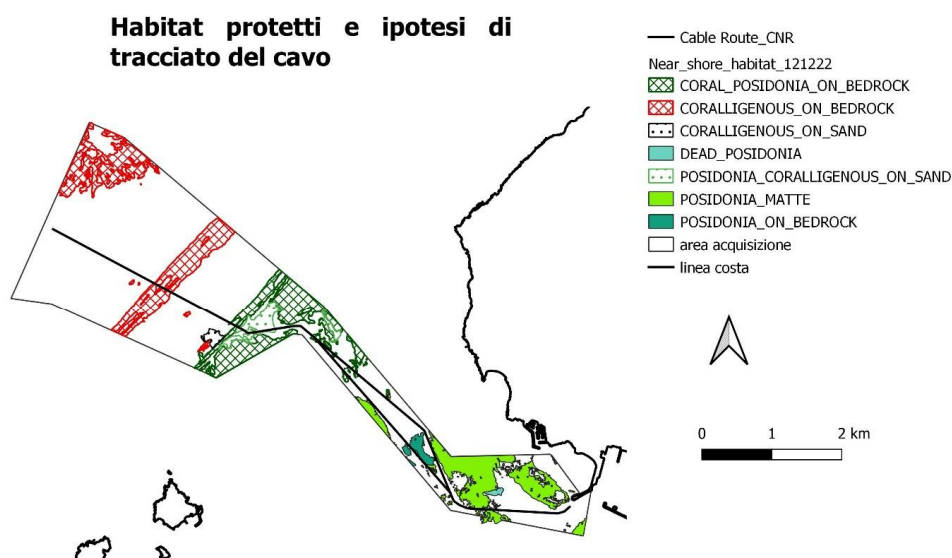 Habitat protetti e ipotesi di
tracciato del cavo
Cable Route_CNR
Near_shore_habitat_121222
CORAL_POSIDONIA_ON_BEDROCK
CORALLIGENOUS_ON_BEDROCK
CORALLIGENOUS_ON_SAND
DEAD_POSIDONIA
POSIDONIA_CORALLIGENOUS_ON_SAND
POSIDONIA_MATTE
POSIDONIA_ON_BEDROCK
area acquisizione
linea costa
0 1 2 km